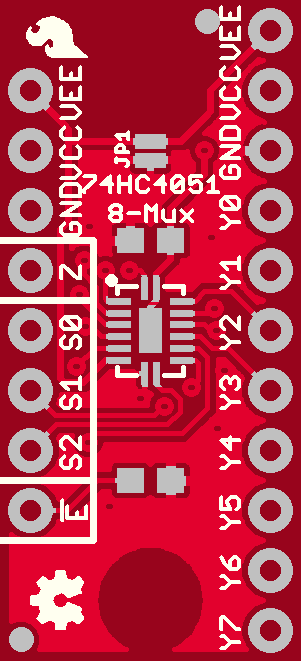 VEE
VCC
GND
Z
S0
S1
S2
E
JP1
74HC4051
8-Mux
VEE
VCC
GND
Y0
Y1
Y2
Y3
Y4
Y5
Y6
Y7